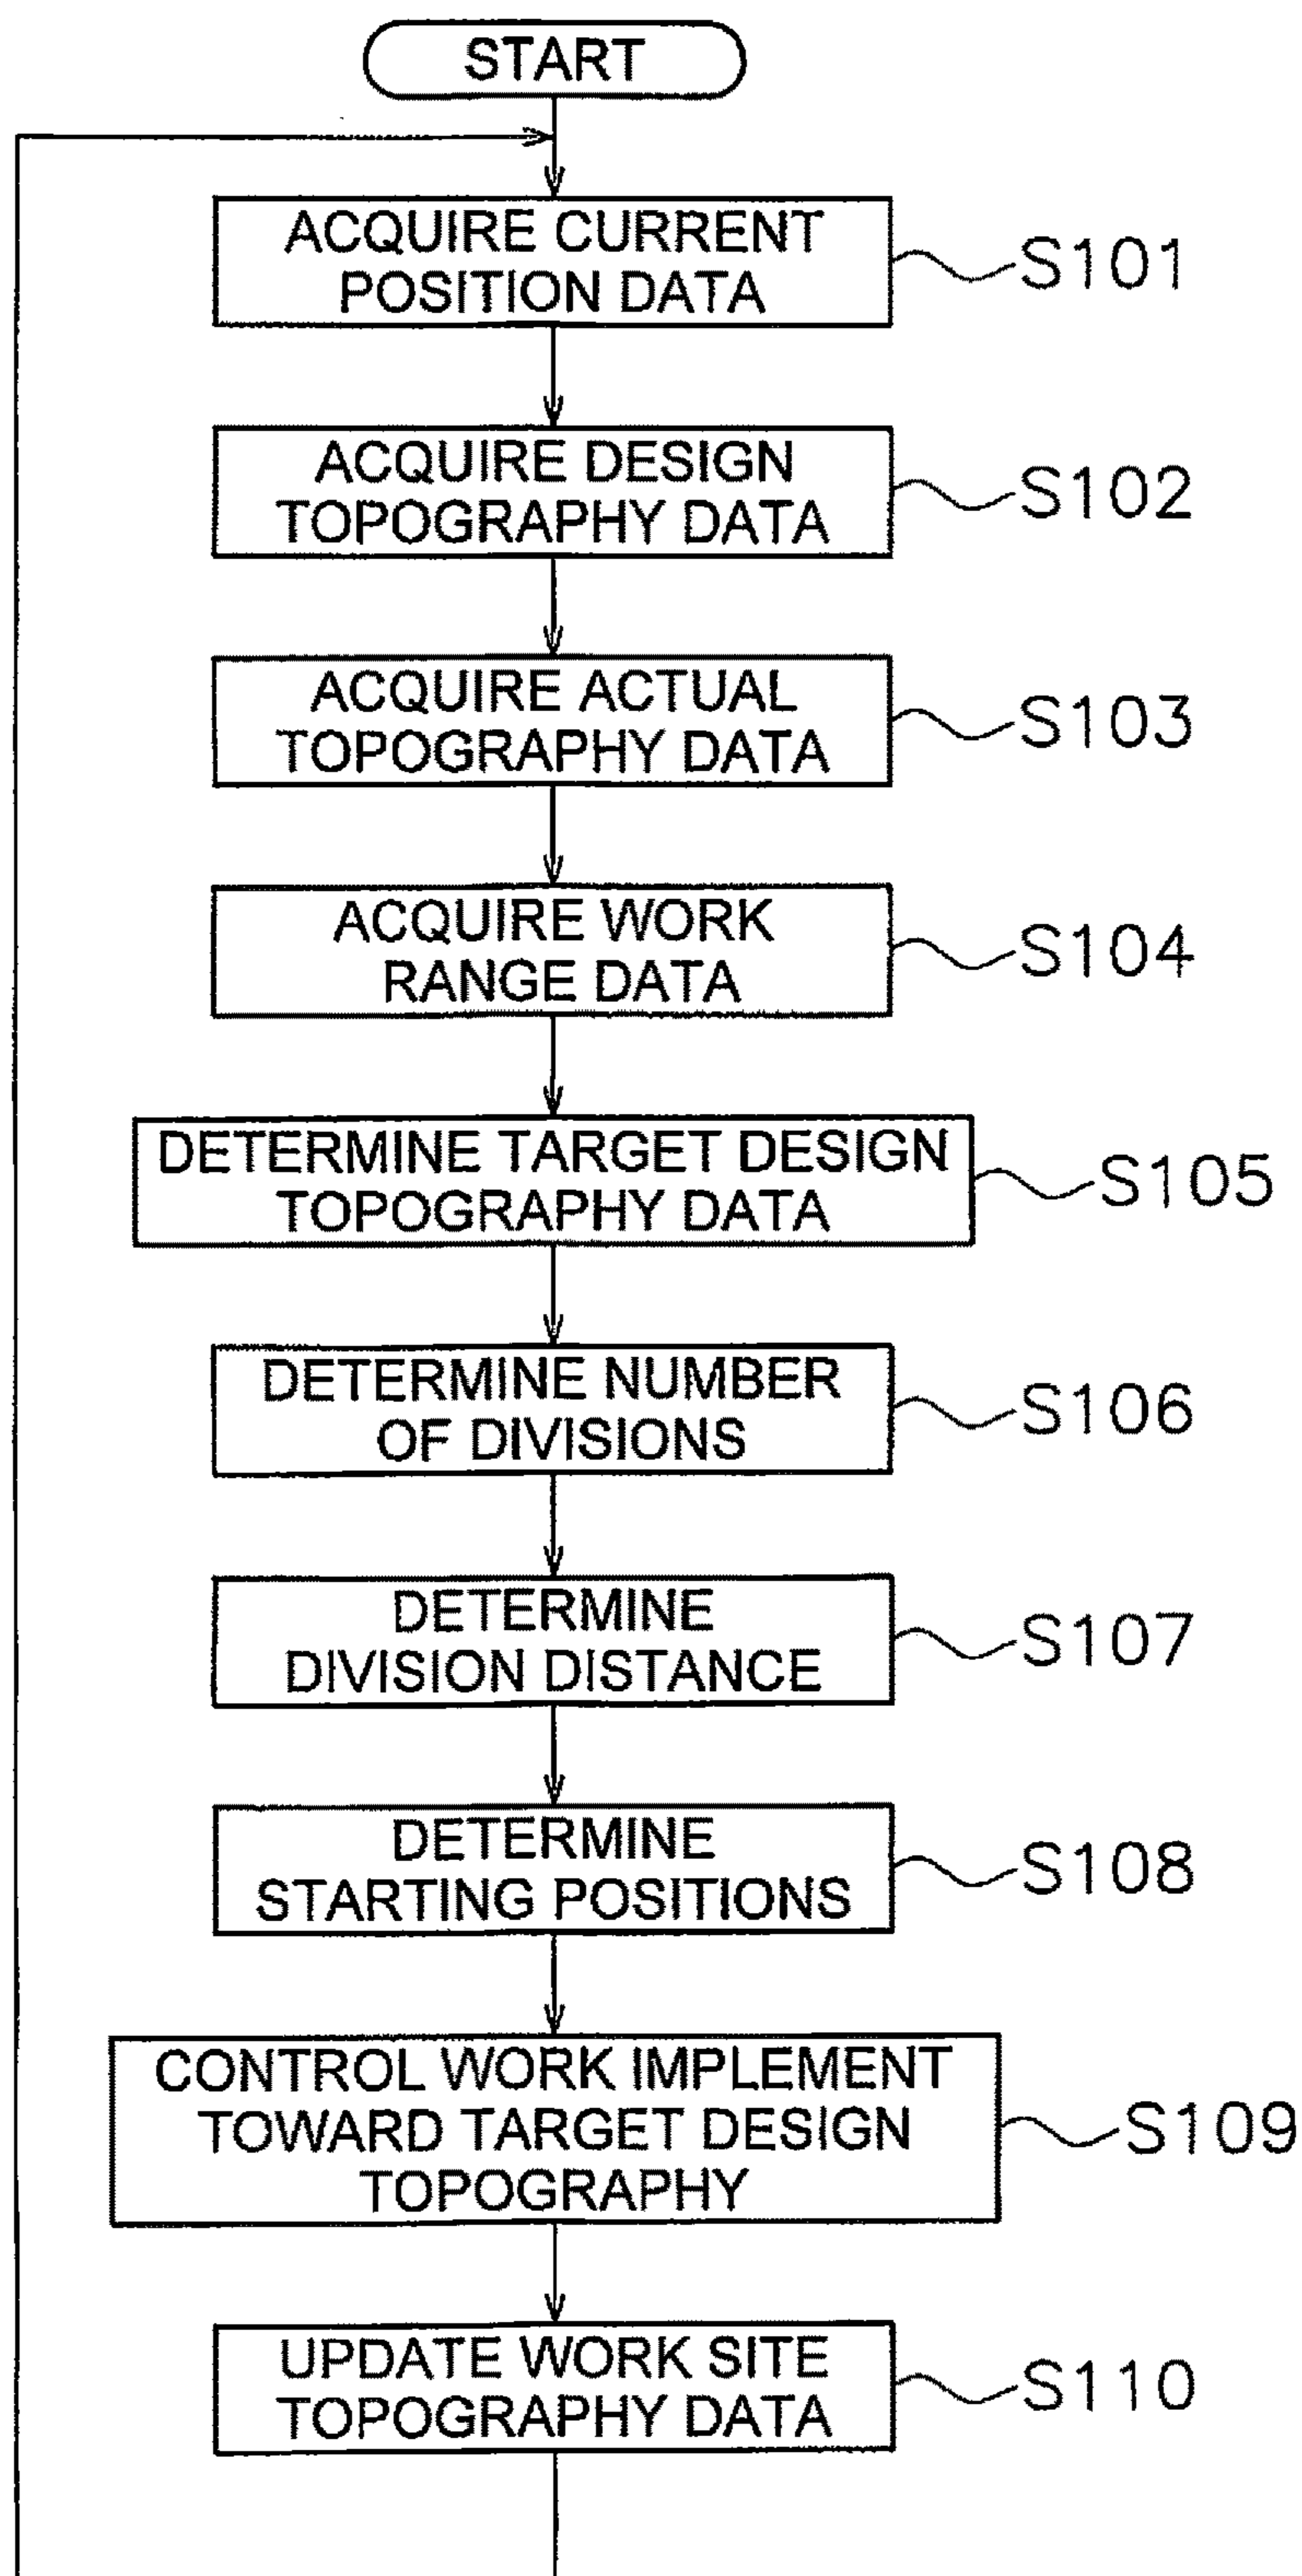 START
ACQUIRE CURRENT
POSITION DATA
S101
ACQUIRE DESIGN
TOPOGRAPHY DATA
S102
ACQUIRE ACTUAL
TOPOGRAPHY DATA
S103
ACQUIRE WORK
RANGE DATA
S104
DETERMINE TARGET DESIGN
TOPOGRAPHY DATA
S105
DETERMINE NUMBER
OF DIVISIONS
S106
DETERMINE
DIVISION DISTANCE
S107
DETERMINE
STARTING POSITIONS
S108
CONTROL WORK IMPLEMENT
TOWARD TARGET DESIGN
TOPOGRAPHY
S109
UPDATE WORK SITE
TOPOGRAPHY DATA
S110